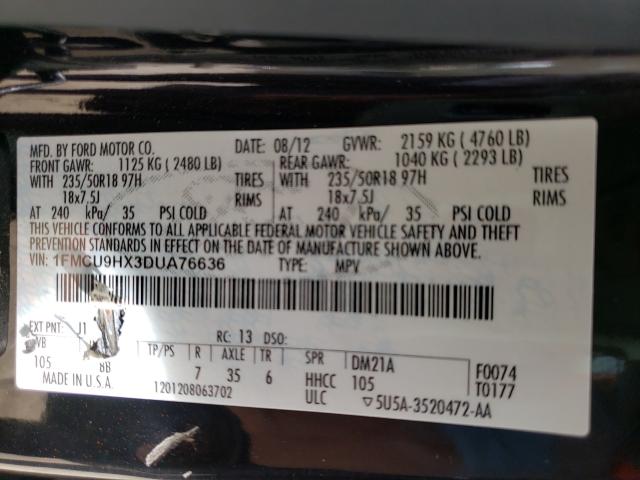 MFD. BY FORD MOTOR CO. DATE: 08/12 GVWR: 2159 KG ( 4760 LB)
FRONT GAWR: 1125 KG ( 2480 LB) REAR GAWR: 1040 KG ( 2293 LB)
WITH 235/50R18 97H TIRES WITH 235/50R18 97H TIRES
18x7.5J RIMS 18x7.5J RIMS
AT 240 kPa/ 35 PSI COLD AT 240 kPa/ 35 PSI COLD
THIS VEHICLE CONFORMS TO ALL APPLICABLE FEDERAL MOTOR VEHICLE SAFETY AND THEFT
PREVENTION STANDARDS IN EFFECT ON THE DATE OF MANUFACTURE SHOWN ABOVE.
VIN: 1FMCU9HX3DUA76636 TYPE: MPV
EXT PNT: J1 RC: 13 DSO:
WB TP/PS R AXLE TR SPR DM21A F0074
105 BB 7 35 6 HHCC 105 T0177
MADE IN U.S.A. 1201208063702 ULC ▽5U5A-3520472-AA